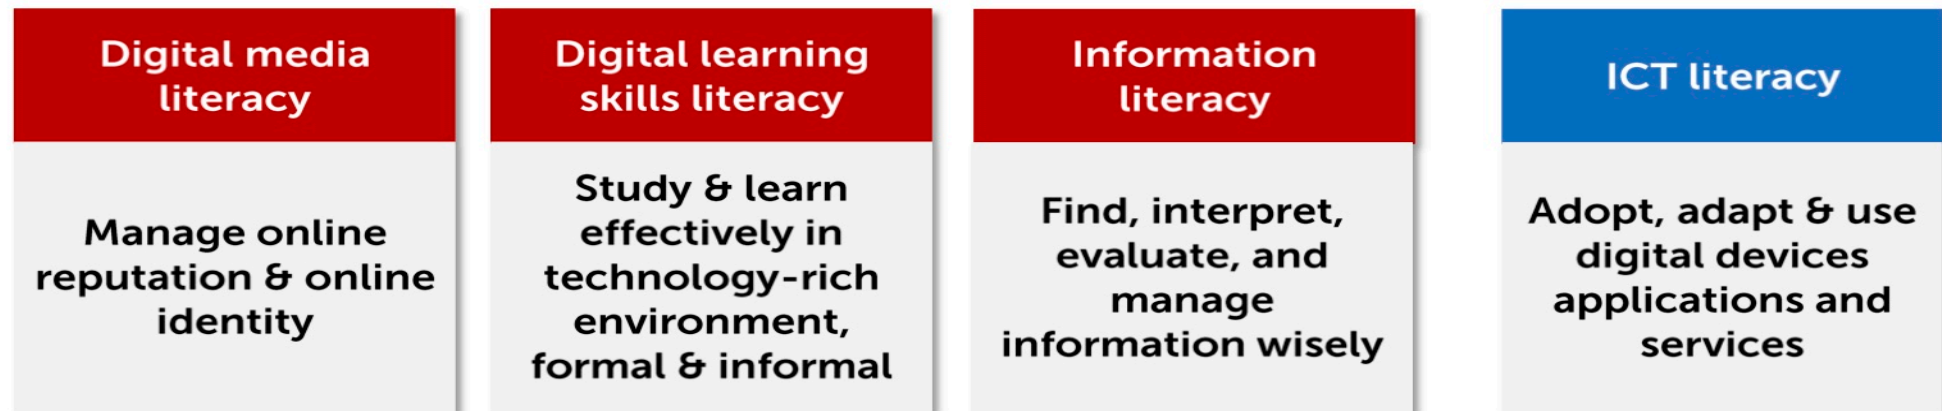 Digital media
literacy
Manage online
reputation & online
identity
Digital learning
skills literacy
Study & learn
effectively in
technology-rich
environment,
formal & informal
Information
literacy
Find, interpret,
evaluate, and
manage
information wisely
ICT literacy
Adopt, adapt & use
digital devices
applications and
services